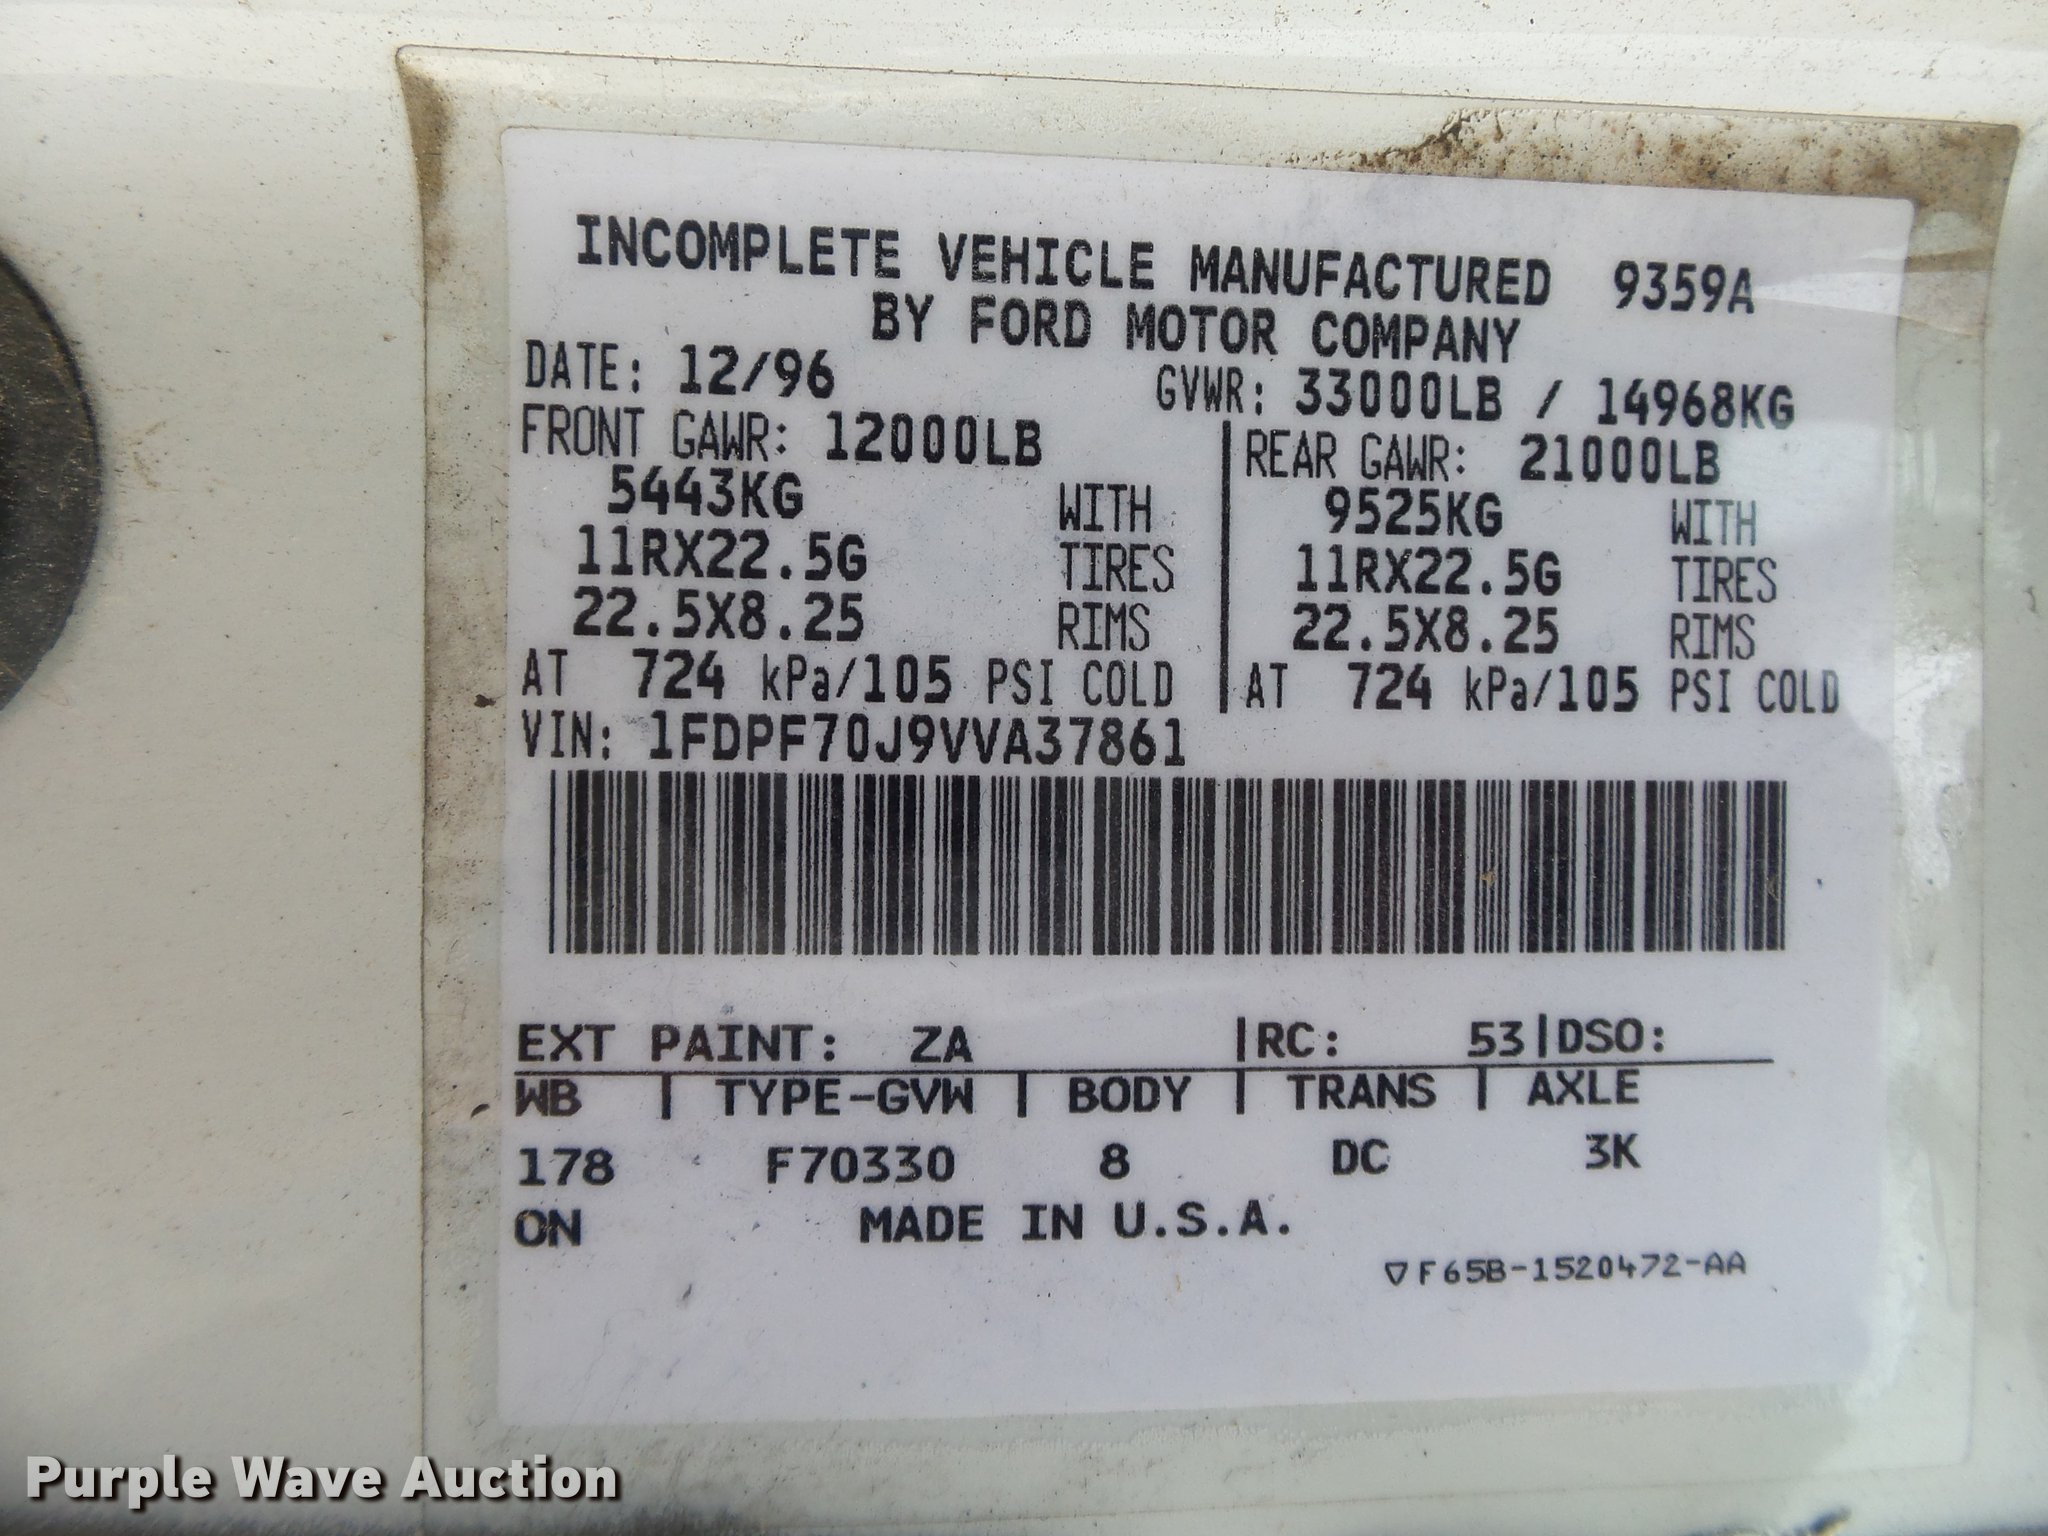 INCOMPLETE VEHICLE MANUFACTURED 9359A
BY FORD MOTOR COMPANY
DATE: 12/96 GVWR: 33000LB / 14968KG
FRONT GAWR: 12000LB | REAR GAWR: 21000LB
5443KG WITH | 9525KG WITH
11RX22.5G TIRES | 11RX22.5G TIRES
22.5X8.25 RIMS | 22.5X8.25 RIMS
AT 724 kPa/105 PSI COLD | AT 724 kPa/105 PSI COLD
VIN: 1FDPF70J9VVA37861
EXT PAINT: ZA |RC: 53|DSO:
WB | TYPE-GVW | BODY | TRANS | AXLE
178 F70330 8 DC 3K
ON MADE IN U.S.A.
▽F65B-1520472-AA
Purple Wave Auction